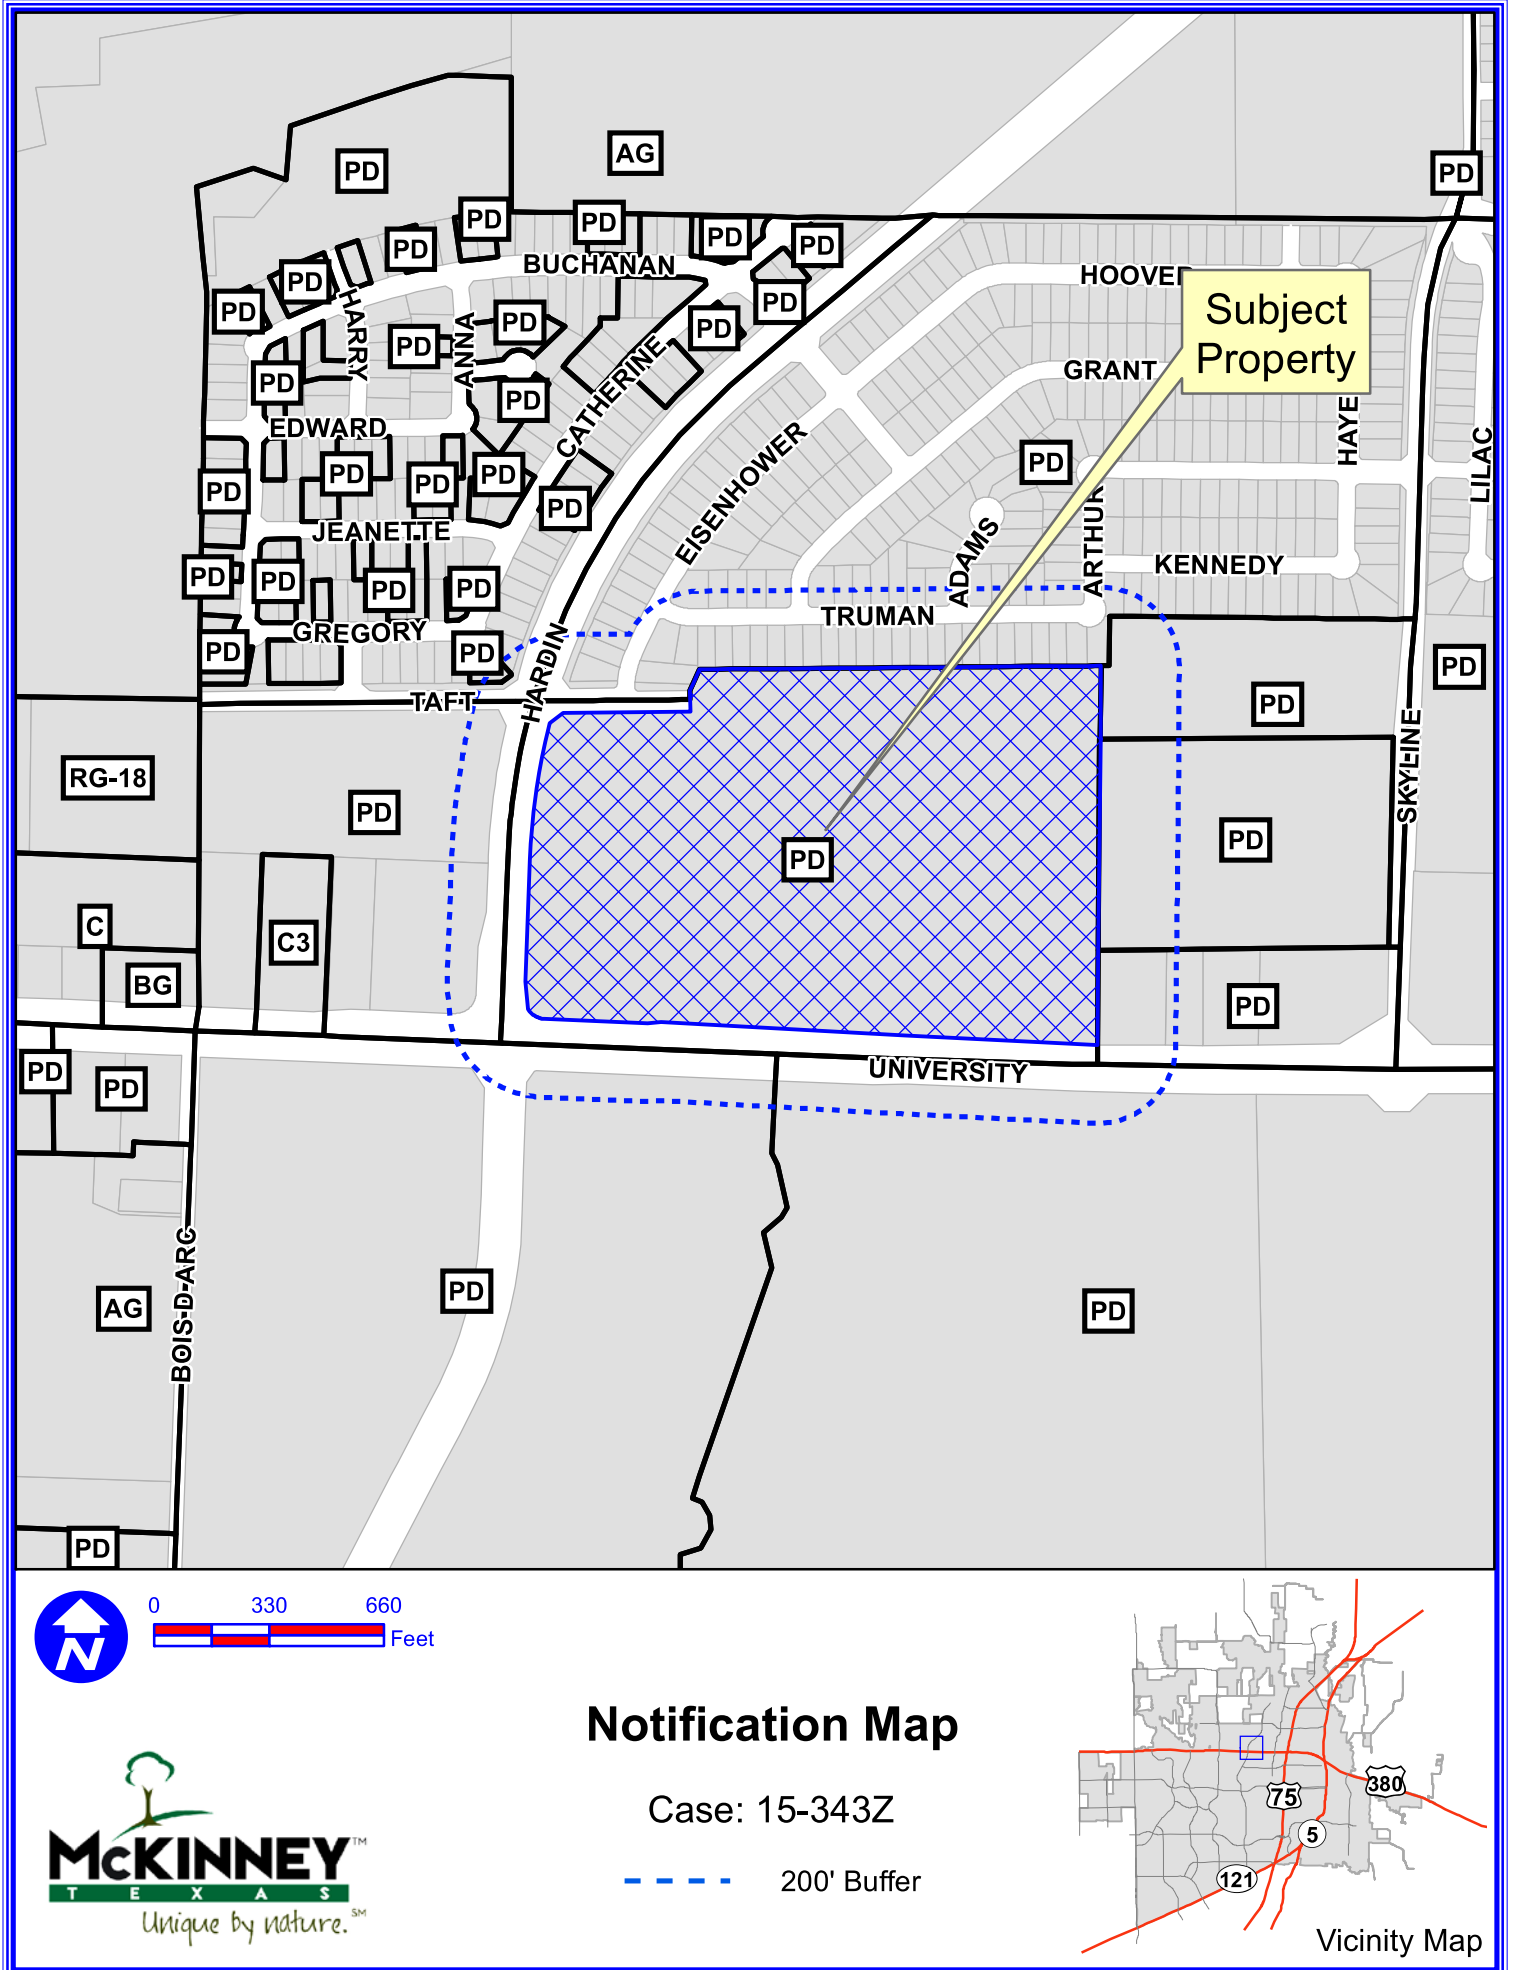 AG
PD
PD
PD
PD
PD
PD
PD
PD
BUCHANAN
HOOVER
PD
PD
HARRY
PD
PD
PD
ANNA
PD
Subject
Property
CATHERINE
GRANT
PD
PD
EDWARD
HAYE
EISENHOWER
LILAC
PD
PD
PD
PD
PD
PD
PD
ARTHUR
ADAMS
JEANETTE
KENNEDY
PD
PD
PD
PD
TRUMAN
GREGORY
PD
PD
HARDIN
PD
TAFT
PD
SKYLINE
RG-18
PD
PD
PD
C
C3
BG
PD
PD
PD
UNIVERSITY
BOIS-D-ARC
AG
PD
PD
PD
N
0 330 660
Feet
Notification Map
Case: 15-343Z
200' Buffer
McKINNEY™
TEXAS
Unique by nature.℠
75
380
5
121
Vicinity Map